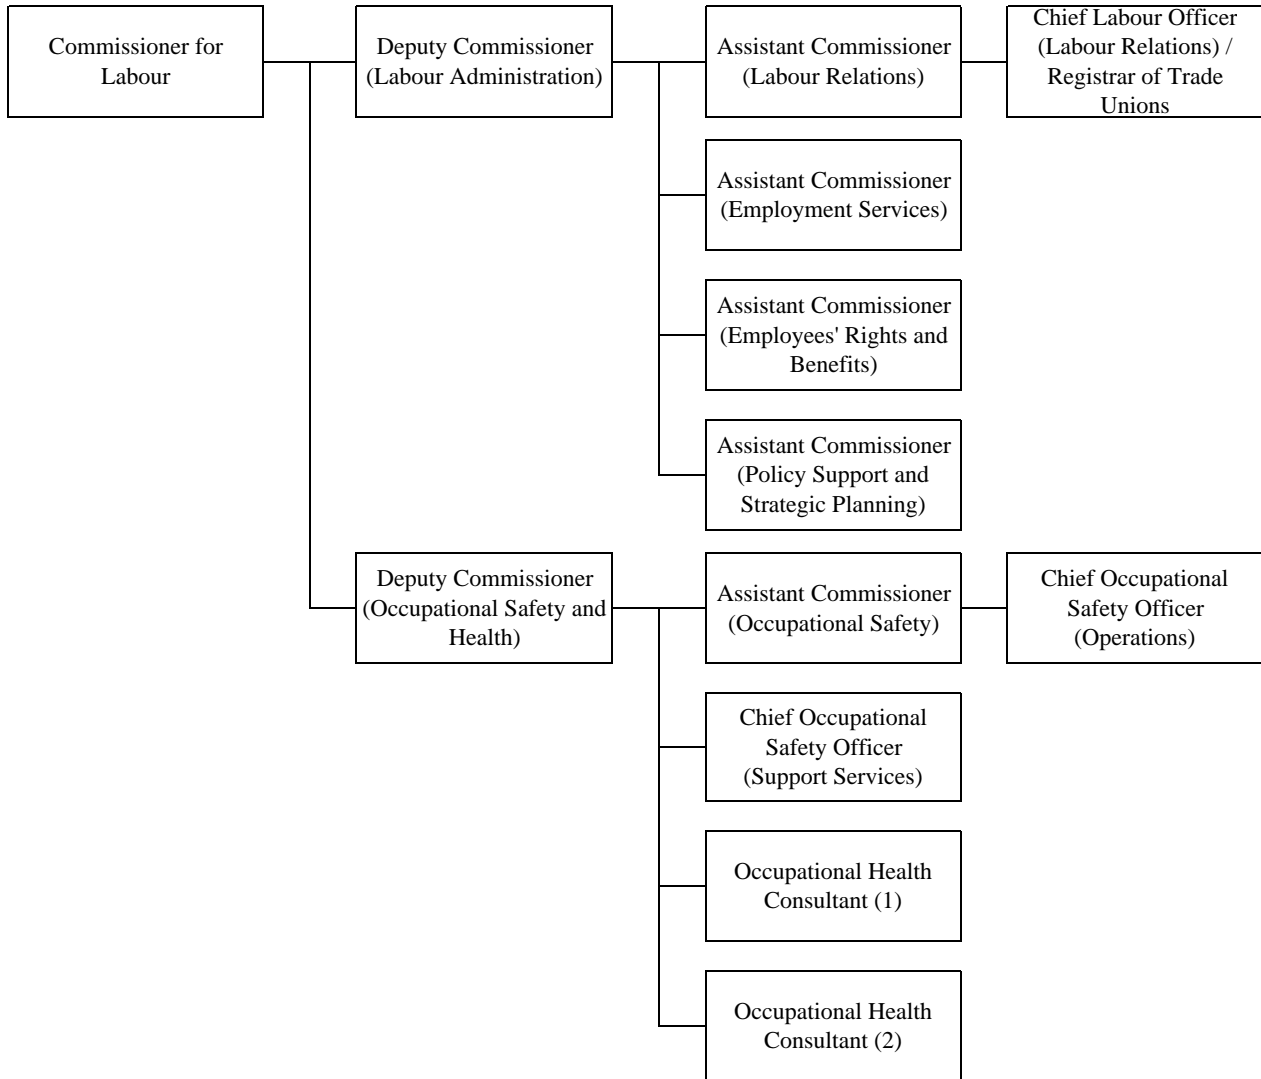 Commissioner for
Labour
Deputy Commissioner
(Labour Administration)
Assistant Commissioner
(Labour Relations)
Chief Labour Officer
(Labour Relations) /
Registrar of Trade
Unions
Assistant Commissioner
(Employment Services)
Assistant Commissioner
(Employees' Rights and
Benefits)
Assistant Commissioner
(Policy Support and
Strategic Planning)
Deputy Commissioner
(Occupational Safety and
Health)
Assistant Commissioner
(Occupational Safety)
Chief Occupational
Safety Officer
(Operations)
Chief Occupational
Safety Officer
(Support Services)
Occupational Health
Consultant (1)
Occupational Health
Consultant (2)